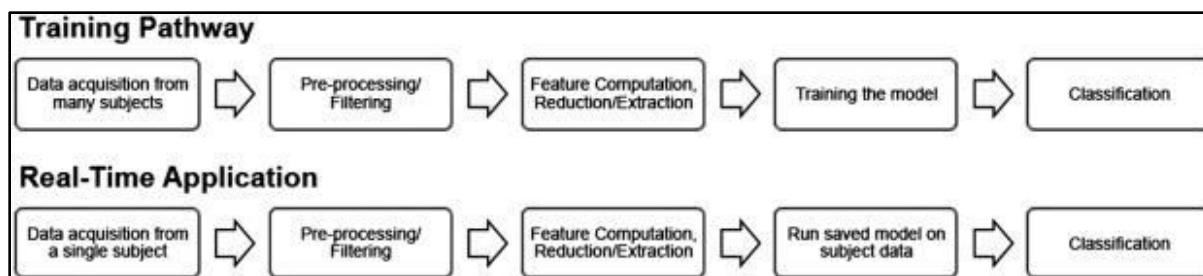 Training Pathway
Data acquisition from
many subjects
Pre-processing/
Filtering
Feature Computation,
Reduction/Extraction
Training the model
Classification
Real-Time Application
Data acquisition from
a single subject
Pre-processing/
Filtering
Feature Computation,
Reduction/Extraction
Run saved model on
subject data
Classification